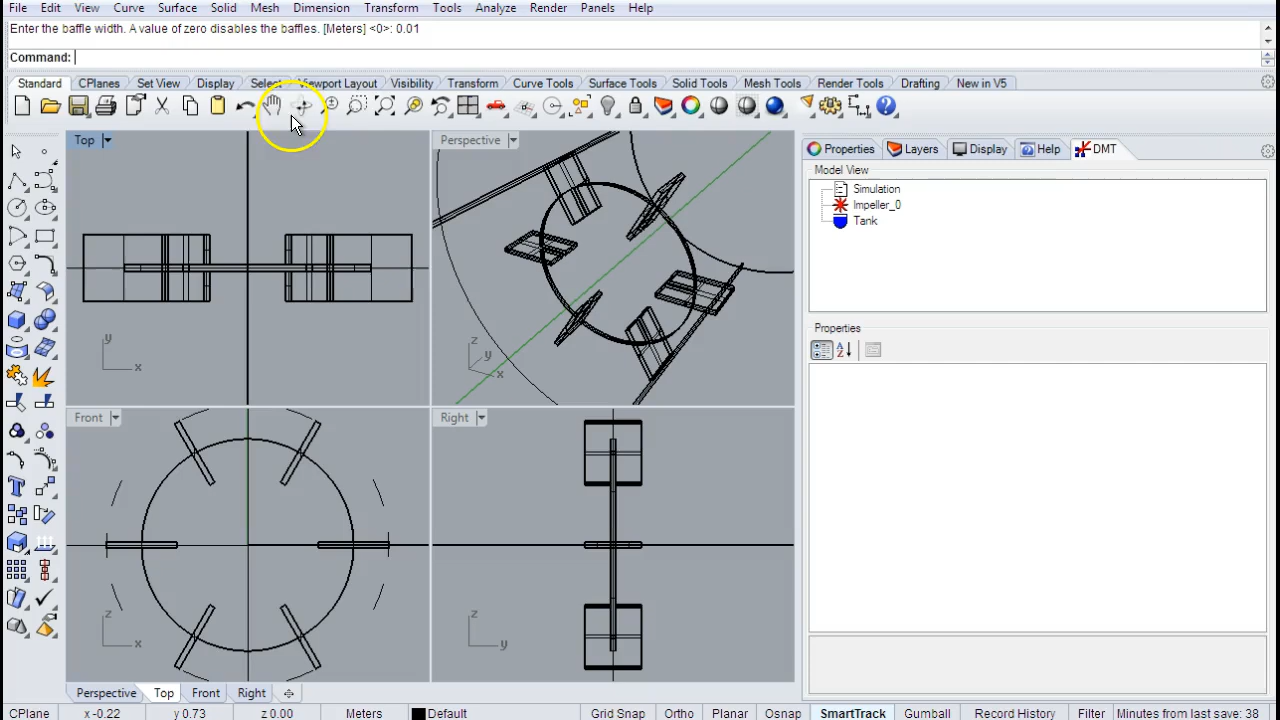 File Edit View Curve Surface Solid Mesh Dimension Transform Tools Analyze Render Panels Help
Enter the baffle width. A value of zero disables the baffles. [Meters] <0>: 0.01
Command:
Standard CPlanes Set View Display Select Viewport Layout Visibility Transform Curve Tools Surface Tools Solid Tools Mesh Tools Render Tools Drafting New in V5
Top
Perspective
Properties Layers Display Help DMT
Model View
Simulation
Impeller_0
Tank
y
x
z
y
x
Properties
Front
Right
z
x
z
y
Perspective Top Front Right
CPlane x -0.22 y 0.73 z 0.00 Meters Default Grid Snap Ortho Planar Osnap SmartTrack Gumball Record History Filter Minutes from last save: 38